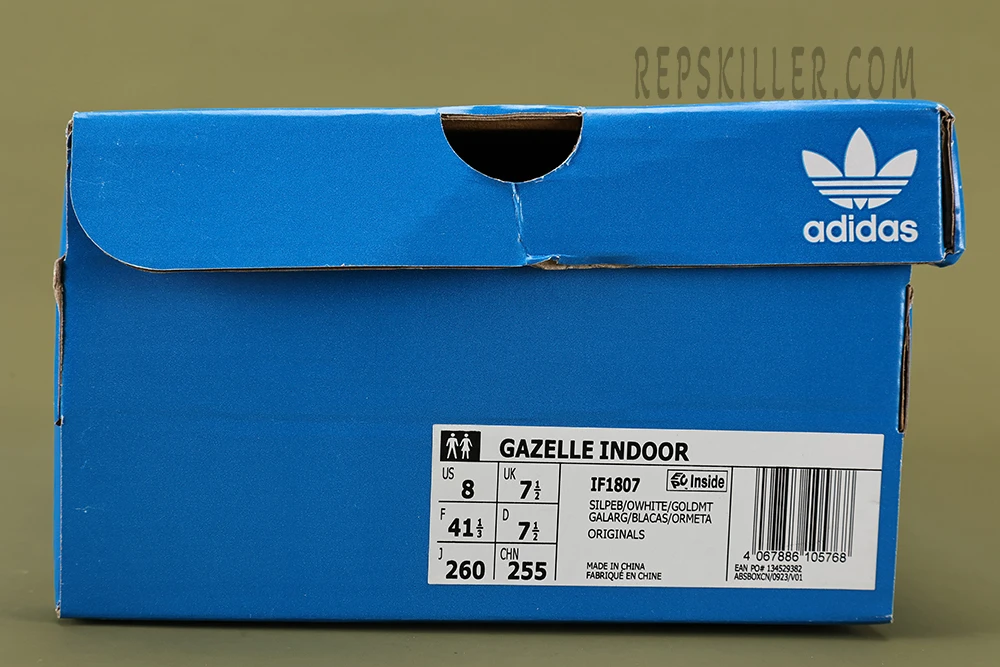 REPSKILLER.COM
adidas
GAZELLE INDOOR
US 8
UK 7½
F 41⅓
D 7½
J 260
CHN 255
IF1807
Inside
SILPEB/OWHITE/GOLDMT
GALARG/BLACAS/ORMETA
ORIGINALS
MADE IN CHINA
FABRIQUÉ EN CHINE
4 067886 105768
EAN PO# 134529382
ABSBOXCN/0923/V01